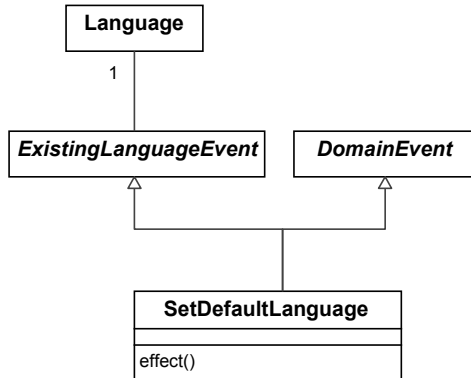 Language
1
ExistingLanguageEvent
DomainEvent
SetDefaultLanguage
effect()